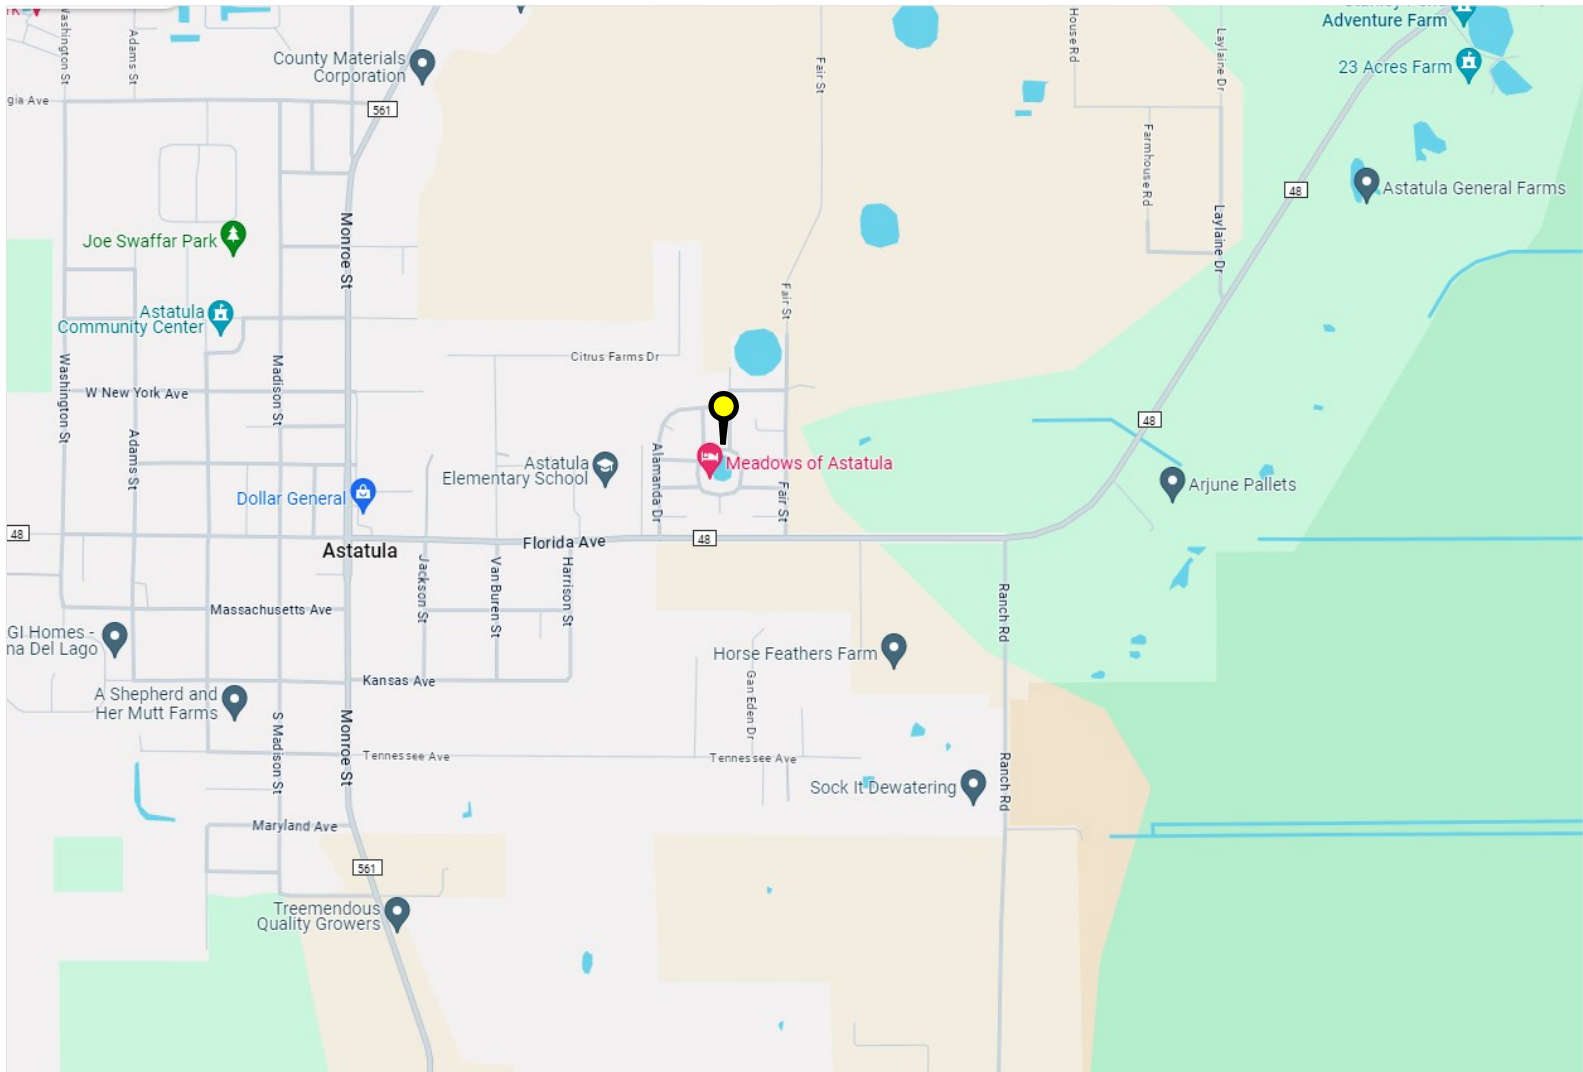 Adventure Farm
23 Acres Farm
County Materials
Corporation
Washington St
Adams St
Fair St
House Rd
Laylaine Dr
gia Ave
561
Farmhouse Rd
48
Astatula General Farms
Joe Swaffar Park
Monroe St
Laylaine Dr
Astatula
Community Center
Fair St
Citrus Farms Dr
Washington St
Madison St
W New York Ave
48
Adams St
Astatula
Elementary School
Alamanda Dr
Meadows of Astatula
Fair St
Arjune Pallets
Dollar General
48
Astatula
Florida Ave
48
Jackson St
Van Buren St
Harrison St
Ranch Rd
Massachusetts Ave
GI Homes -
na Del Lago
Horse Feathers Farm
Kansas Ave
A Shepherd and
Her Mutt Farms
Gan Eden Dr
S Madison St
Monroe St
Tennessee Ave
Tennessee Ave
Ranch Rd
Sock It Dewatering
Maryland Ave
561
Treemendous
Quality Growers